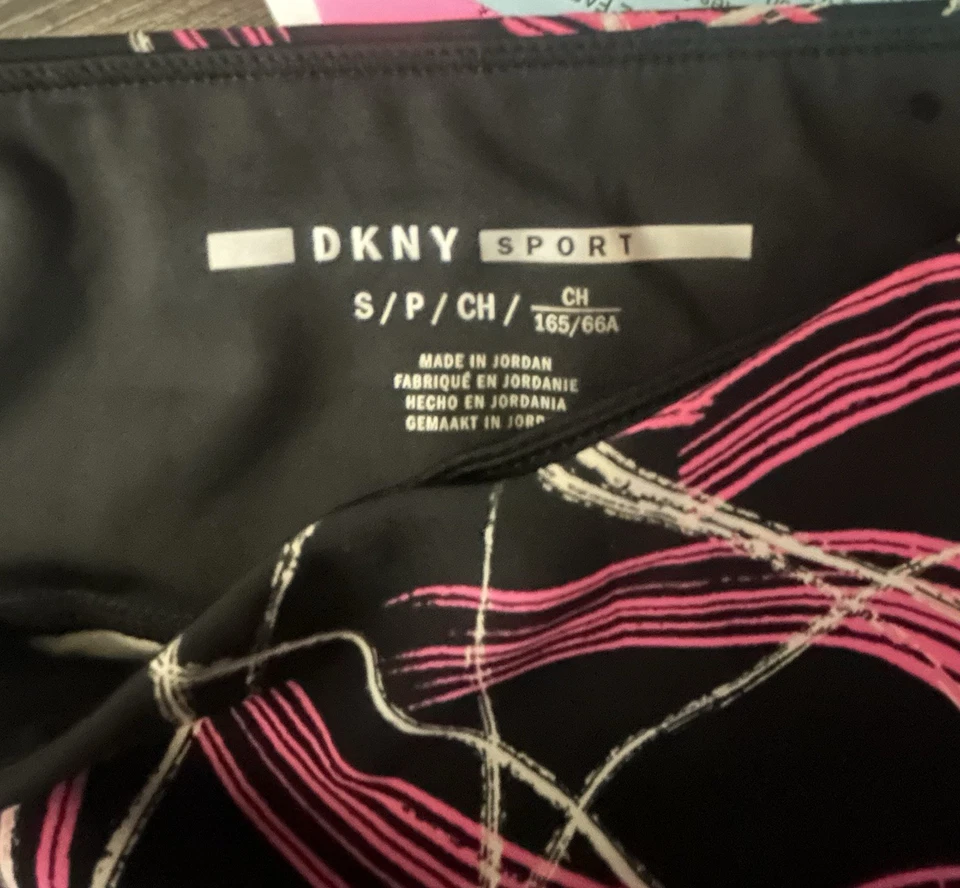 DKNY SPORT
S/P/CH/ CH
165/66A
MADE IN JORDAN
FABRIQUÉ EN JORDANIE
HECHO EN JORDANIA
GEMAAKT IN